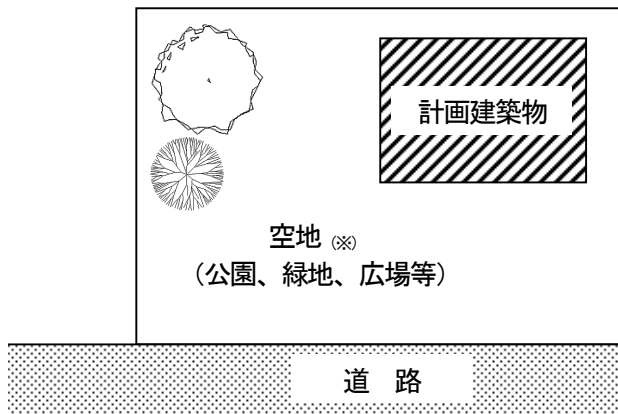 計画建築物
空地(※)
(公園、緑地、広場等)
道 路